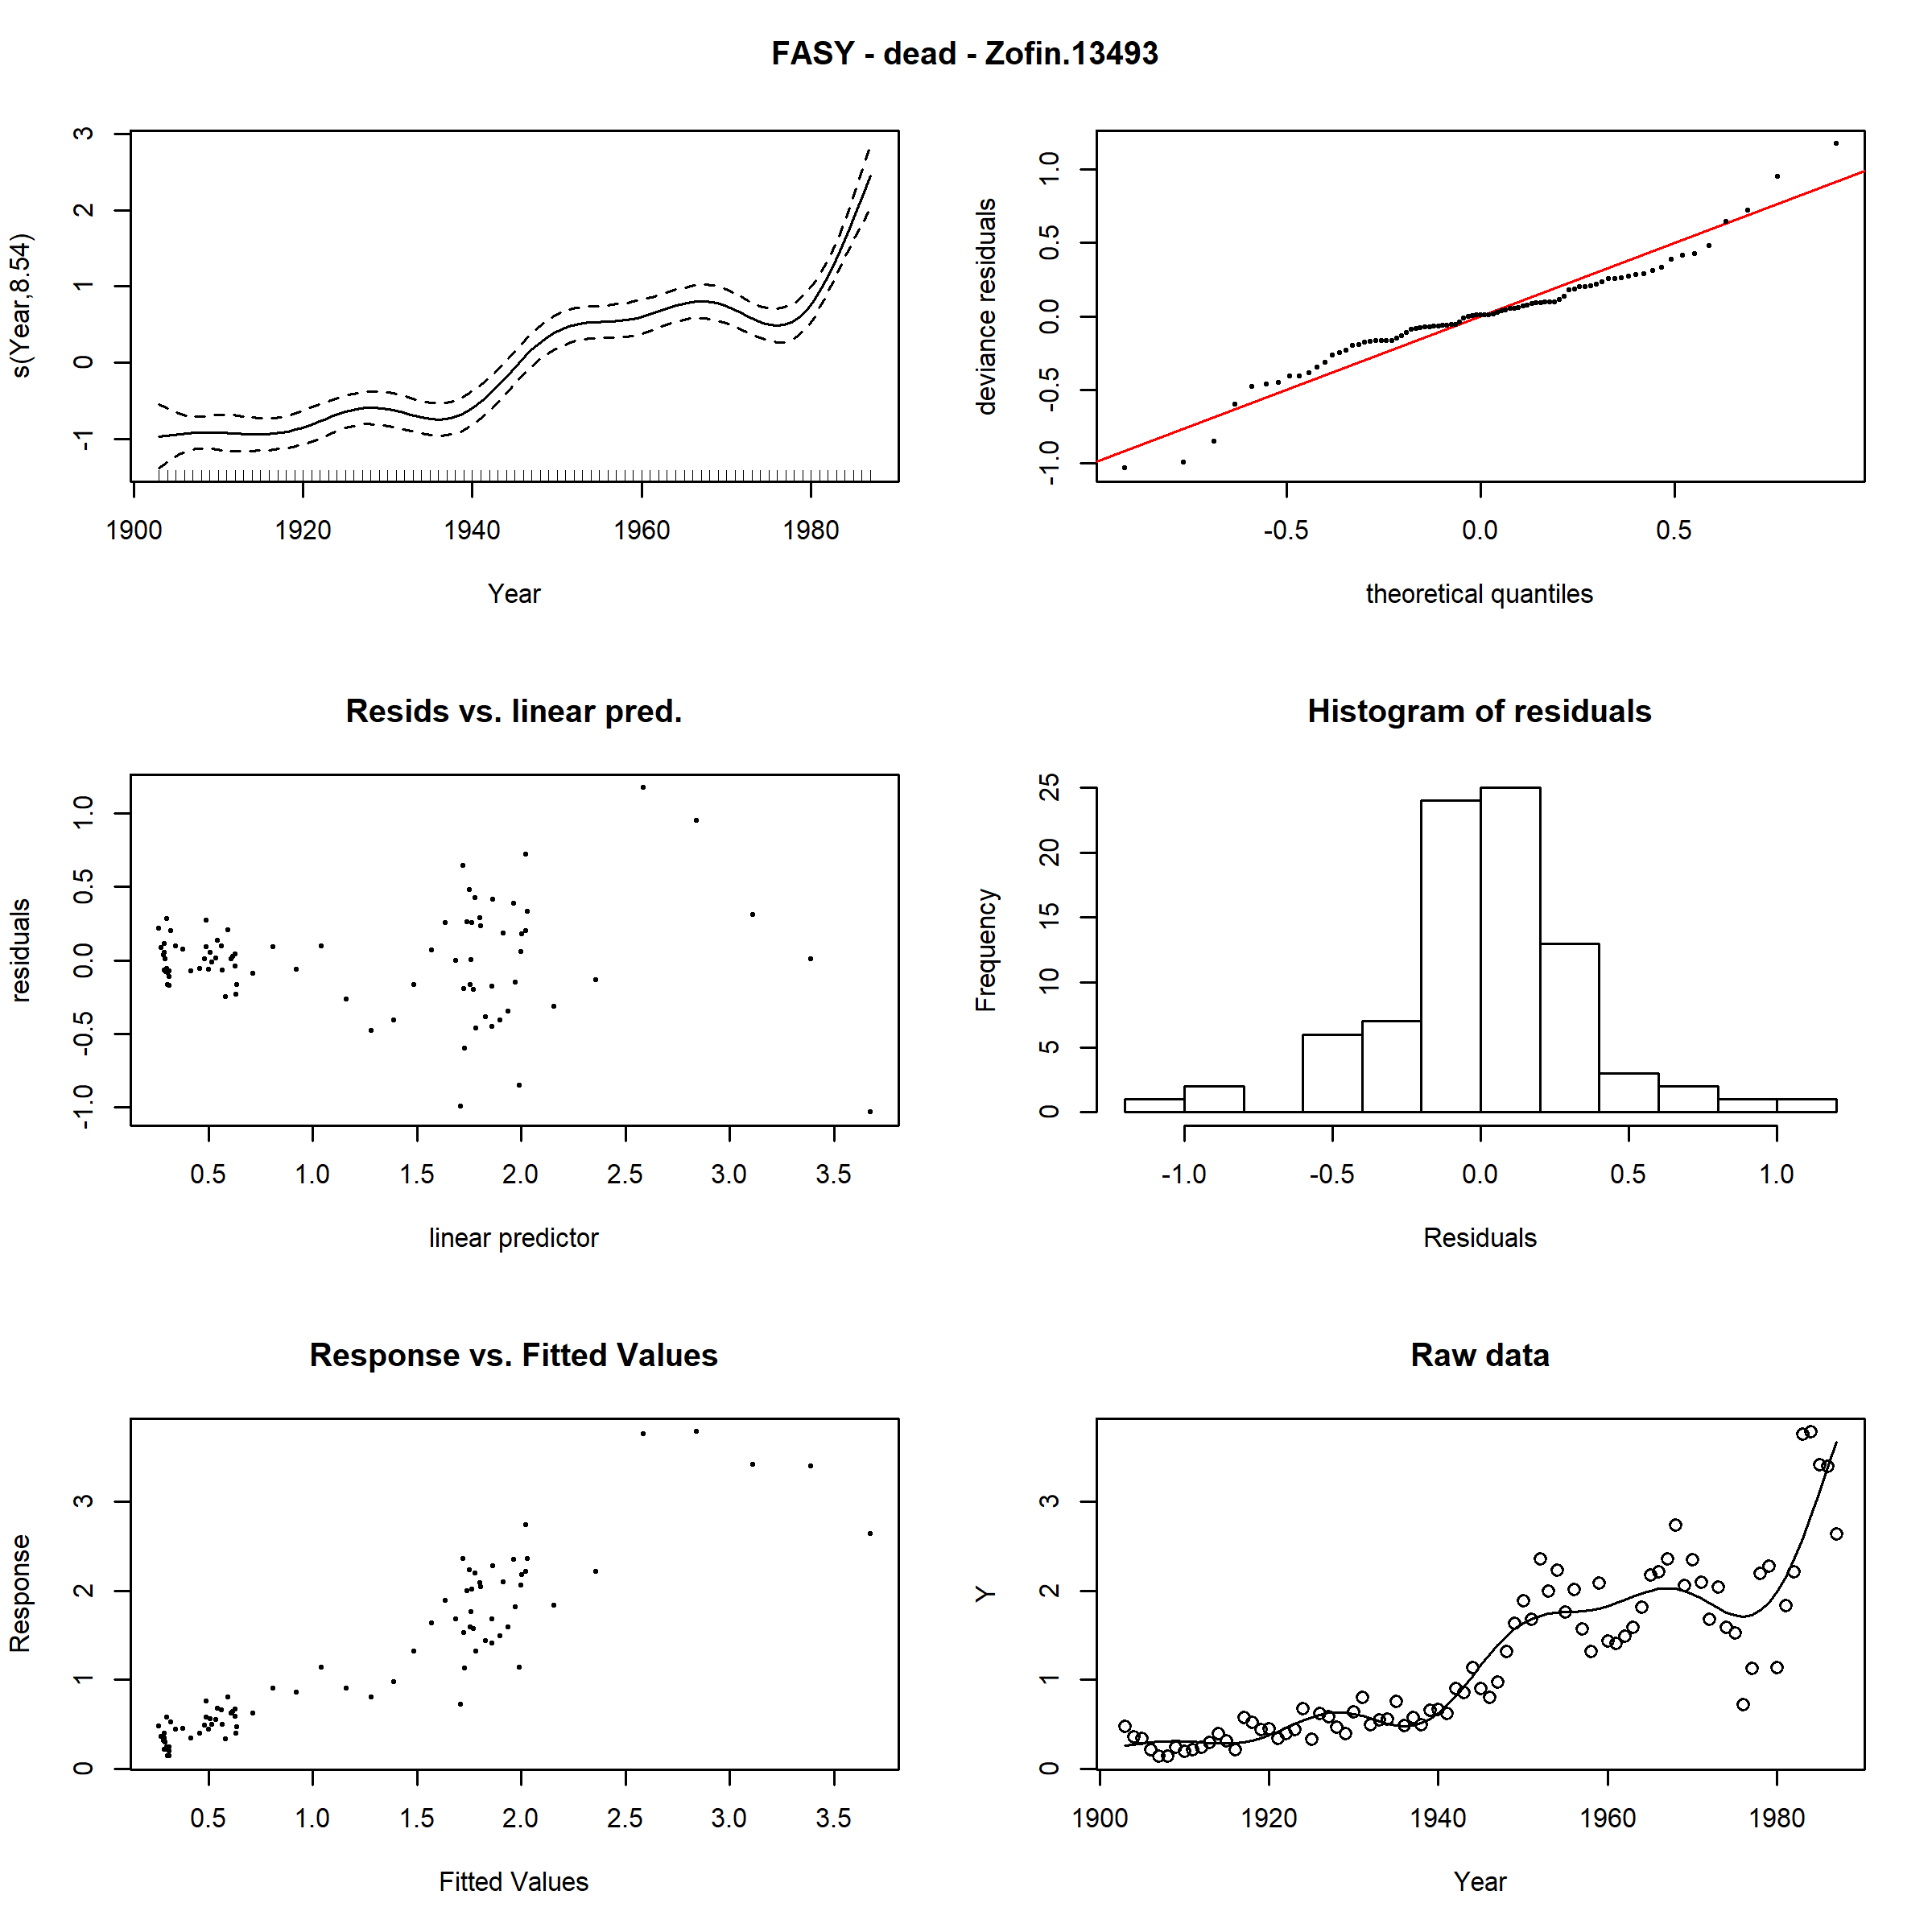 FASY - dead - Zofin.13493
s(Year,8.54)
-1 0 1 2 3
1900 1920 1940 1960 1980
Year
deviance residuals
-1.0 -0.5 0.0 0.5 1.0
-0.5 0.0 0.5
theoretical quantiles
Resids vs. linear pred.
residuals
-1.0 -0.5 0.0 0.5 1.0
0.5 1.0 1.5 2.0 2.5 3.0 3.5
linear predictor
Histogram of residuals
Frequency
0 5 10 15 20 25
-1.0 -0.5 0.0 0.5 1.0
Residuals
Response vs. Fitted Values
Response
0 1 2 3
0.5 1.0 1.5 2.0 2.5 3.0 3.5
Fitted Values
Raw data
Y
0 1 2 3
1900 1920 1940 1960 1980
Year